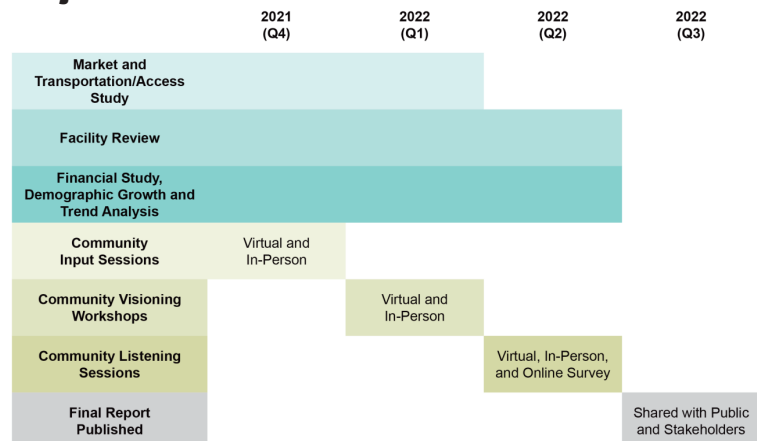 2021
(Q4)
2022
(Q1)
2022
(Q2)
2022
(Q3)
Market and
Transportation/Access
Study
Facility Review
Financial Study,
Demographic Growth and
Trend Analysis
Community
Input Sessions
Virtual and
In-Person
Community Visioning
Workshops
Virtual and
In-Person
Community Listening
Sessions
Virtual, In-Person,
and Online Survey
Final Report
Published
Shared with Public
and Stakeholders